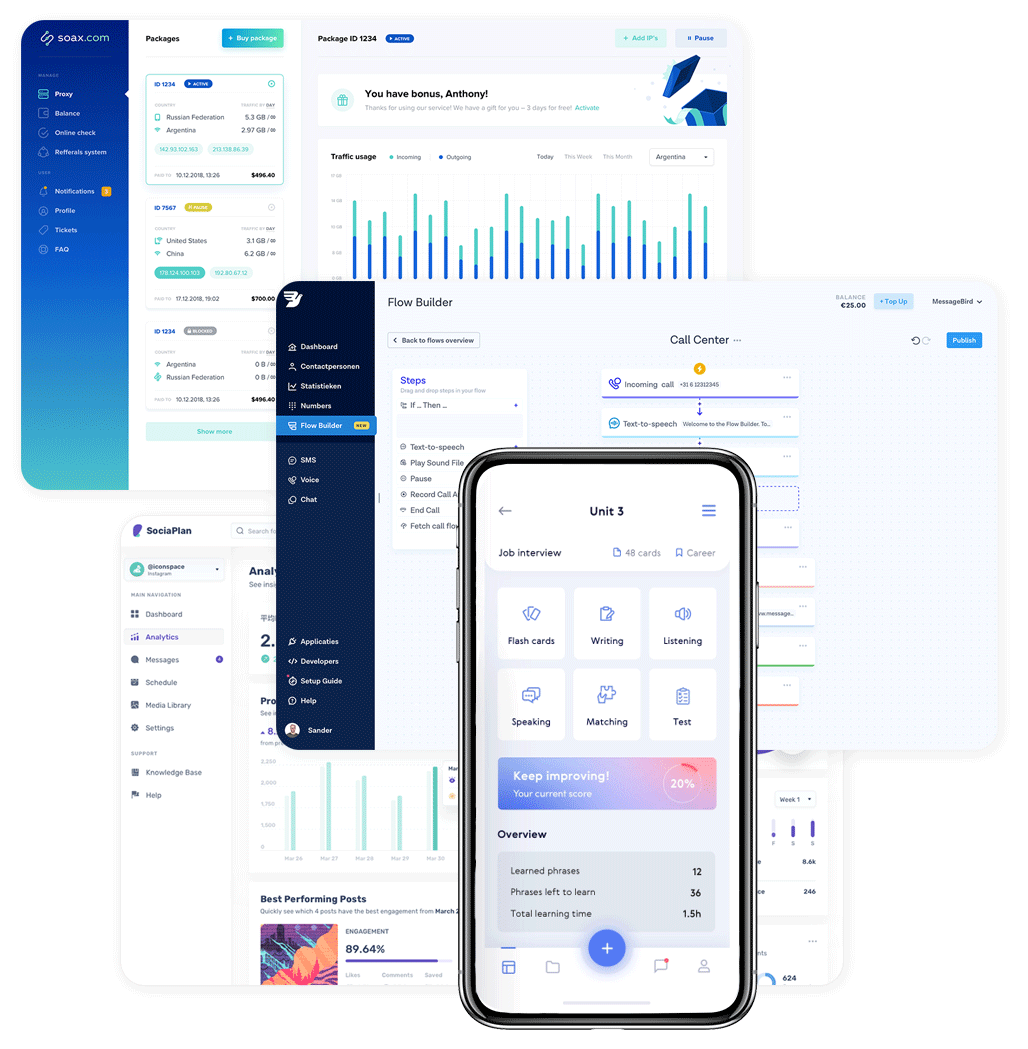 soax.com
MANAGE
Proxy
Balance
Online check
Refferals system
USER
Notifications
Profile
Tickets
FAQ
Packages
+ Buy package
ID 1234 ACTIVE
COUNTRY TRAFFIC BY DAY
Russian Federation 5.3 GB / ∞
Argentina 2.97 GB / ∞
142.93.102.163 213.138.86.39
PAID TO 10.12.2018, 13:26 $496.40
ID 7567
COUNTRY TRAFFIC BY DAY
United States 3.1 GB / ∞
China 6.2 GB / ∞
178.124.100.103 192.80.67.12
PAID TO 17.12.2018, 19:02 $700.00
ID 1234 BLOCKED
COUNTRY TRAFFIC BY DAY
Argentina 0 B / ∞
Russian Federation 0 B / ∞
PAID TO 10.12.2018, 13:26 $496.40
Show more
Package ID 1234 ACTIVE
+ Add IP's
Pause
You have bonus, Anthony!
Thanks for using our service! We have a gift for you – 3 days for free! Activate
Traffic usage Incoming Outgoing Today This Week This Month Argentina
Dashboard
Contactpersonen
Statistieken
Numbers
Flow Builder NEW
SMS
Voice
Chat
Applicaties
Developers
Setup Guide
Help
Sander
Flow Builder
BALANCE
€25.00
+ Top Up
MessageBird
Back to flows overview
Call Center ...
Publish
Steps
Drag and drop steps in your flow
If ... Then ...
Text-to-speech
Play Sound File
Pause
Record Call A
End Call
Fetch call flo
Incoming call +31 6 12312345
Text-to-speech Welcome to the Flow Builder. To...
w.message...
SociaPlan
Search fo
@iconspace
Instagram
MAIN NAVIGATION
Dashboard
Analytics
Messages 4
Schedule
Media Library
Settings
SUPPORT
Knowledge Base
Help
Analy
See insig
平均
2.
2
Pro
See in
8.
from pre
2,250
2,000
1,750
1,500
0
Mar 26 Mar 27 Mar 28 Mar 29 Mar 30
Mar
Best Performing Posts
Quickly see which 4 posts have the best engagement from March 2
ENGAGEMENT
89.64%
Likes Comments Saved
Week 1
F S S
e 8.6k
ce 246
nts
624
Unit 3
Job interview 48 cards Career
Flash cards
Writing
Listening
Speaking
Matching
Test
Keep improving!
Your current score
20%
Overview
Learned phrases 12
Phrases left to learn 36
Total learning time 1.5h
+